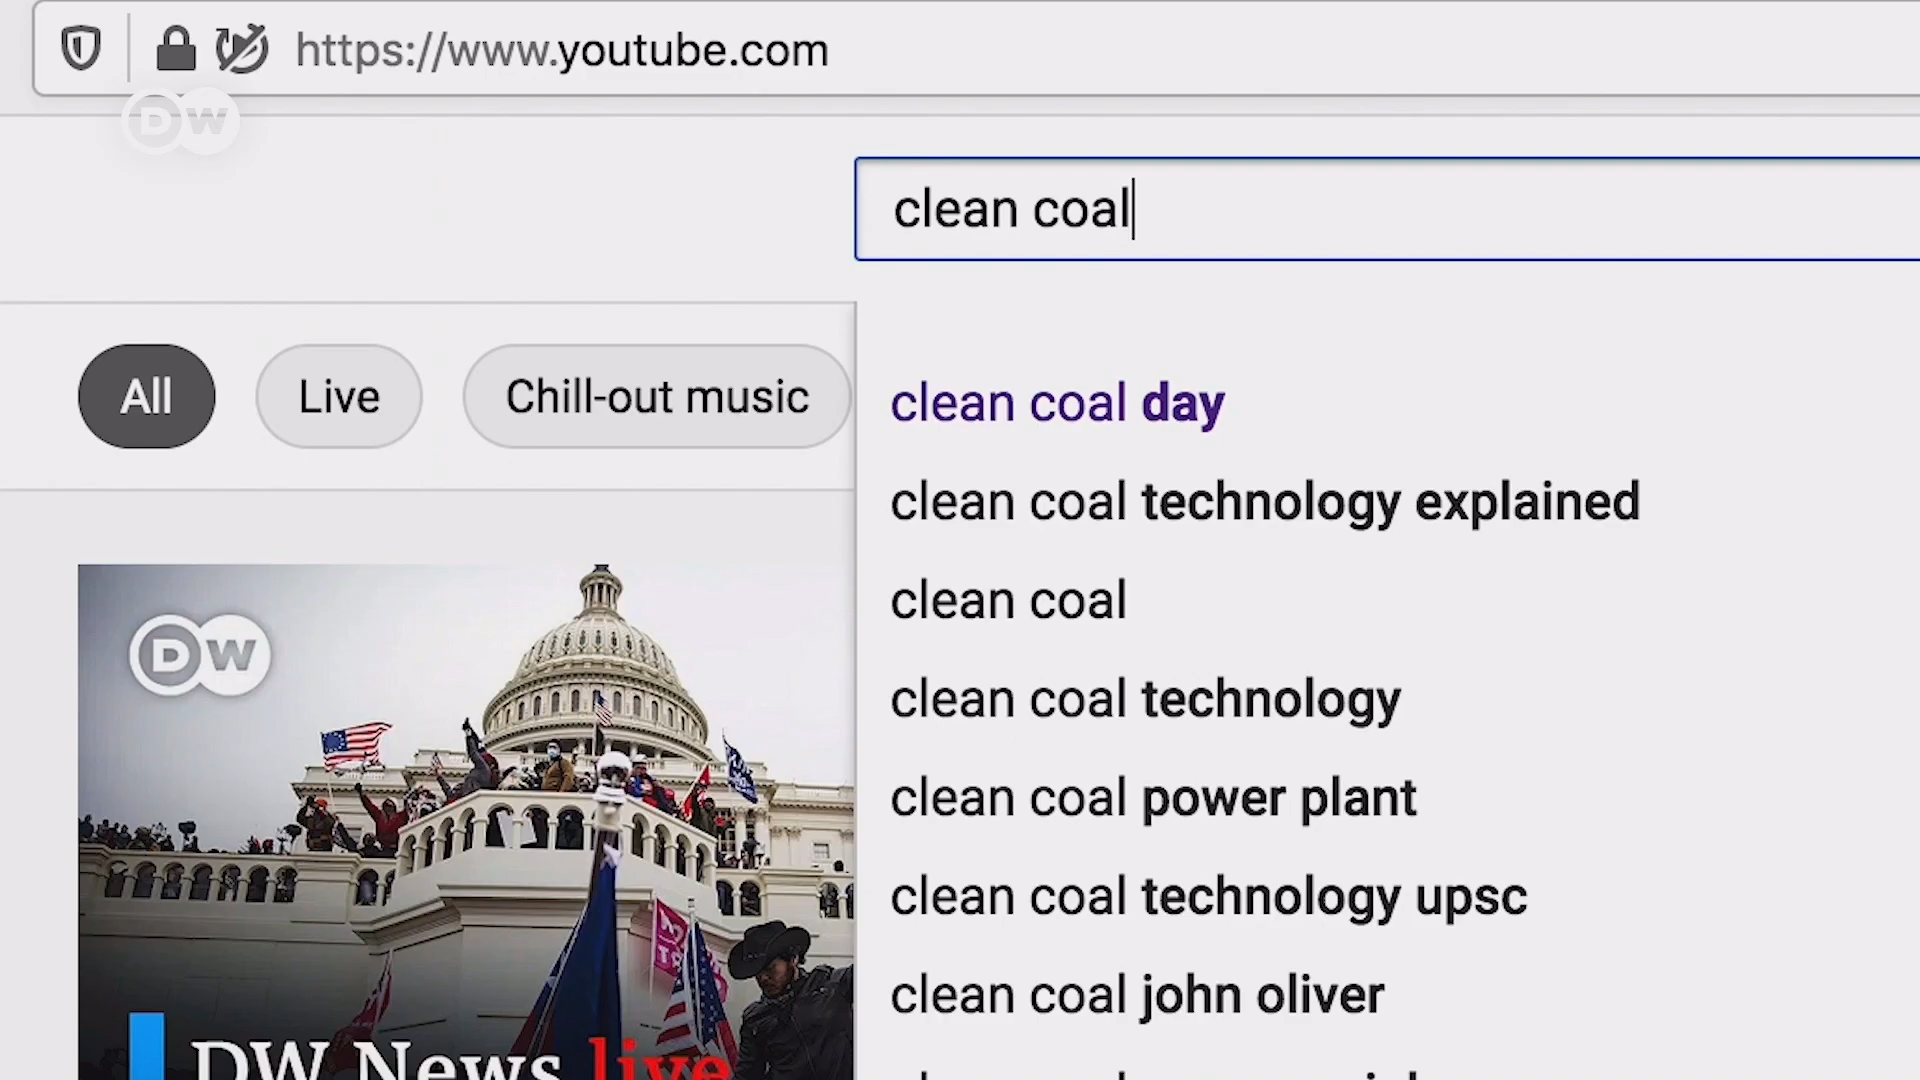 https://www.youtube.com
DW
clean coal
All
Live
Chill-out music
clean coal day
clean coal technology explained
clean coal
clean coal technology
clean coal power plant
clean coal technology upsc
clean coal john oliver
DW
DW News live